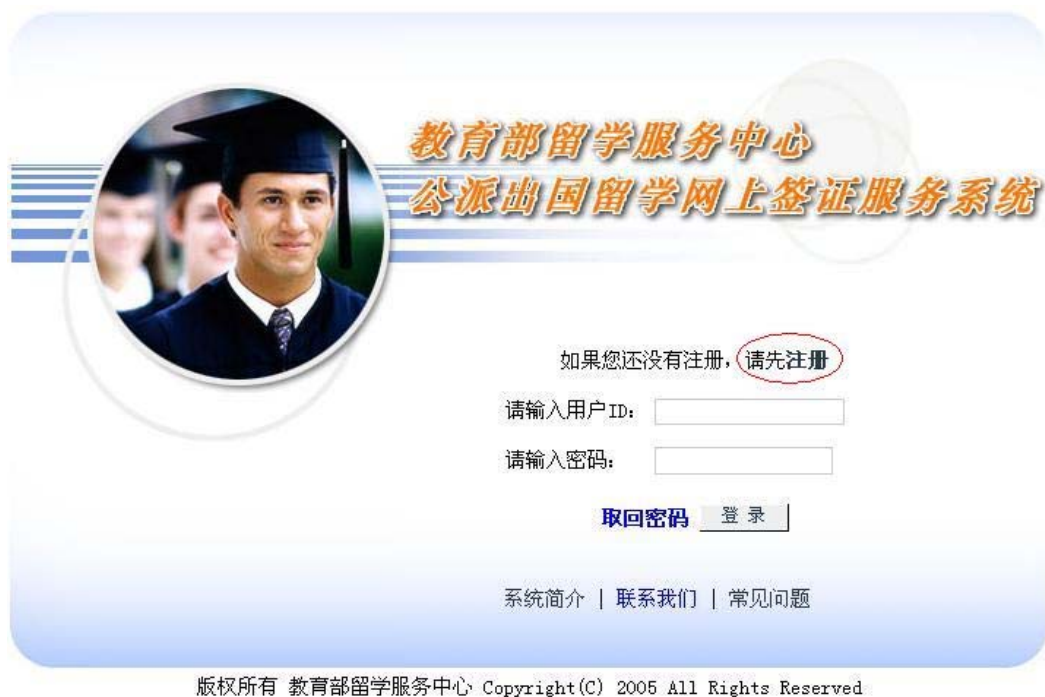 教育部留学服务中心
公派出国留学网上签证服务系统
如果您还没有注册，请先注册
请输入用户ID：
请输入密码：
取回密码 登 录
系统简介 | 联系我们 | 常见问题
版权所有 教育部留学服务中心 Copyright(C) 2005 All Rights Reserved